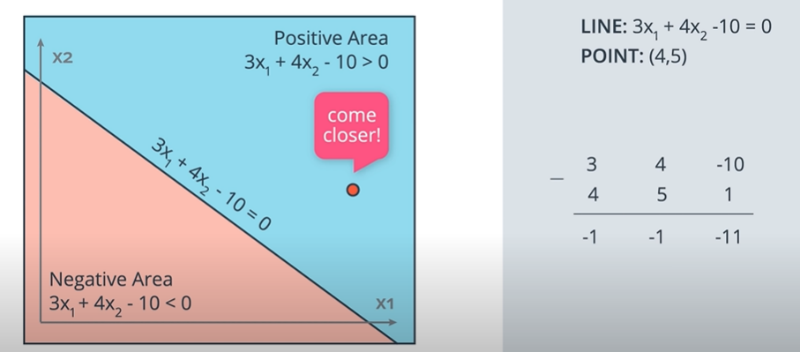 X2
Positive Area
3x₁ + 4x₂ - 10 > 0
come
closer!
3x₁ + 4x₂ - 10 = 0
Negative Area
3x₁ + 4x₂ - 10 < 0
X1
LINE: 3x₁ + 4x₂ -10 = 0
POINT: (4,5)
3 4 -10
— 4 5 1
-1 -1 -11